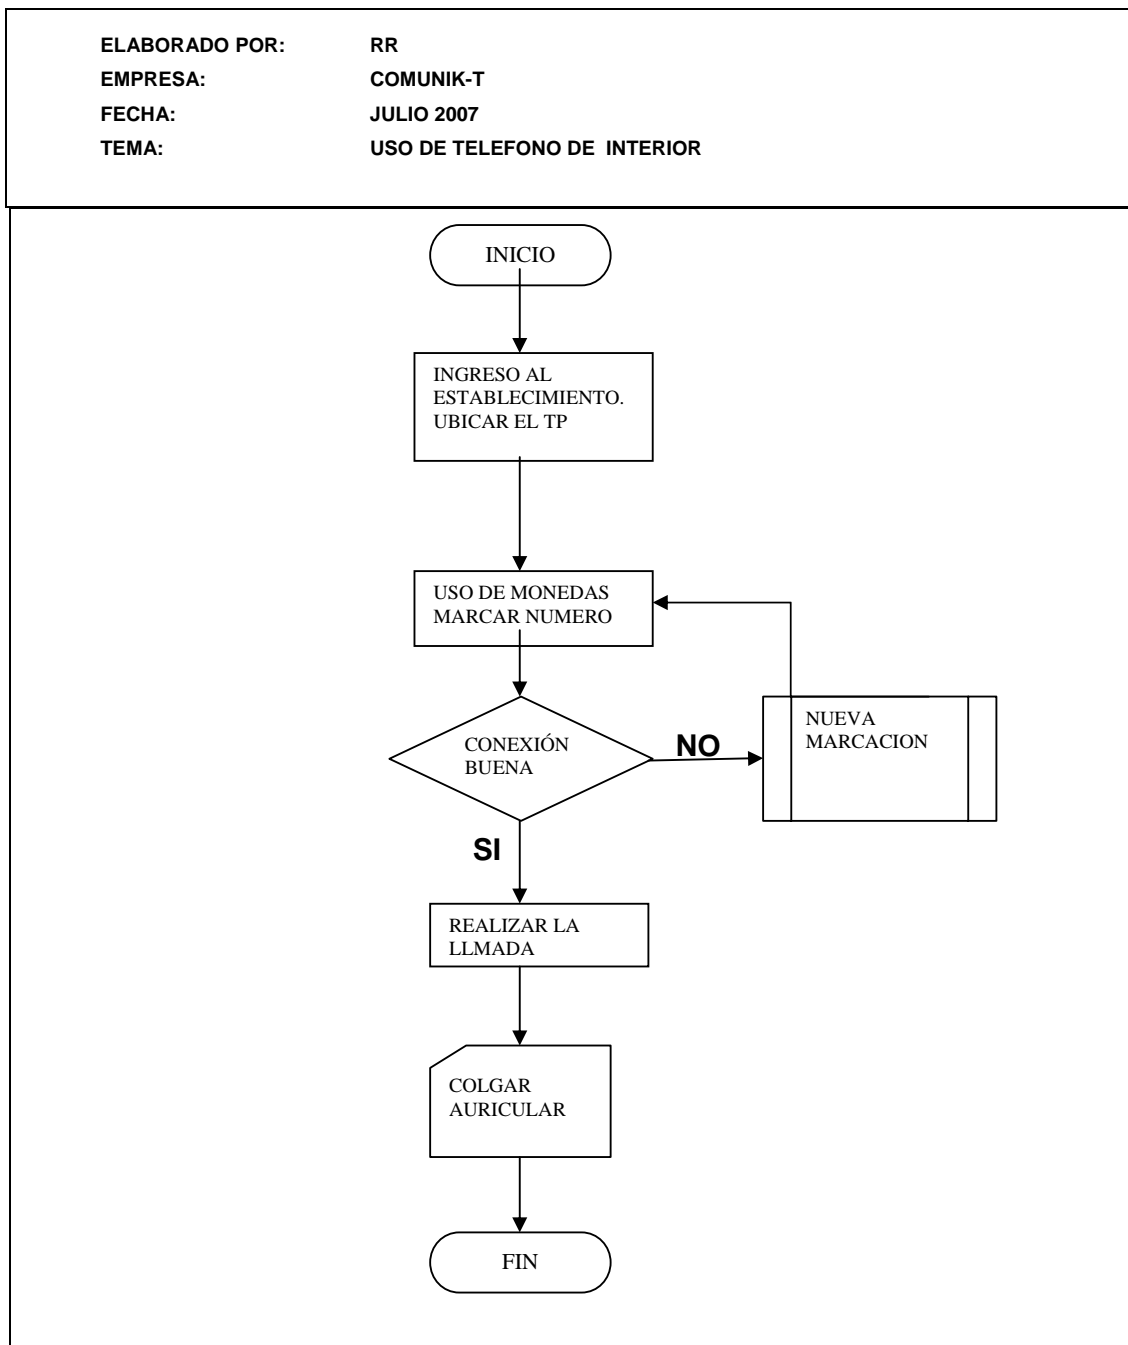 ELABORADO POR: RR
EMPRESA: COMUNIK-T
FECHA: JULIO 2007
TEMA: USO DE TELEFONO DE INTERIOR
INICIO
INGRESO AL
ESTABLECIMIENTO.
UBICAR EL TP
USO DE MONEDAS
MARCAR NUMERO
CONEXIÓN
BUENA
NO
NUEVA
MARCACION
SI
REALIZAR LA
LLMADA
COLGAR
AURICULAR
FIN